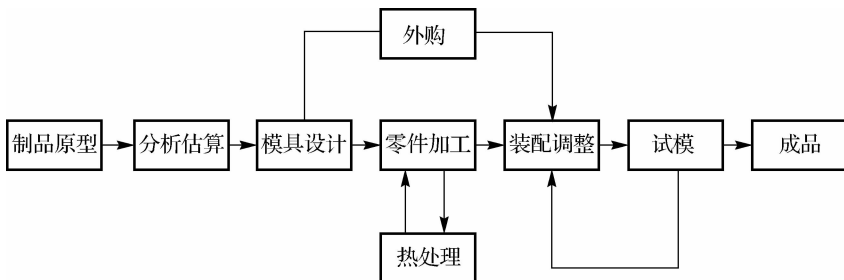 外购
制品原型
分析估算
模具设计
零件加工
装配调整
试模
成品
热处理